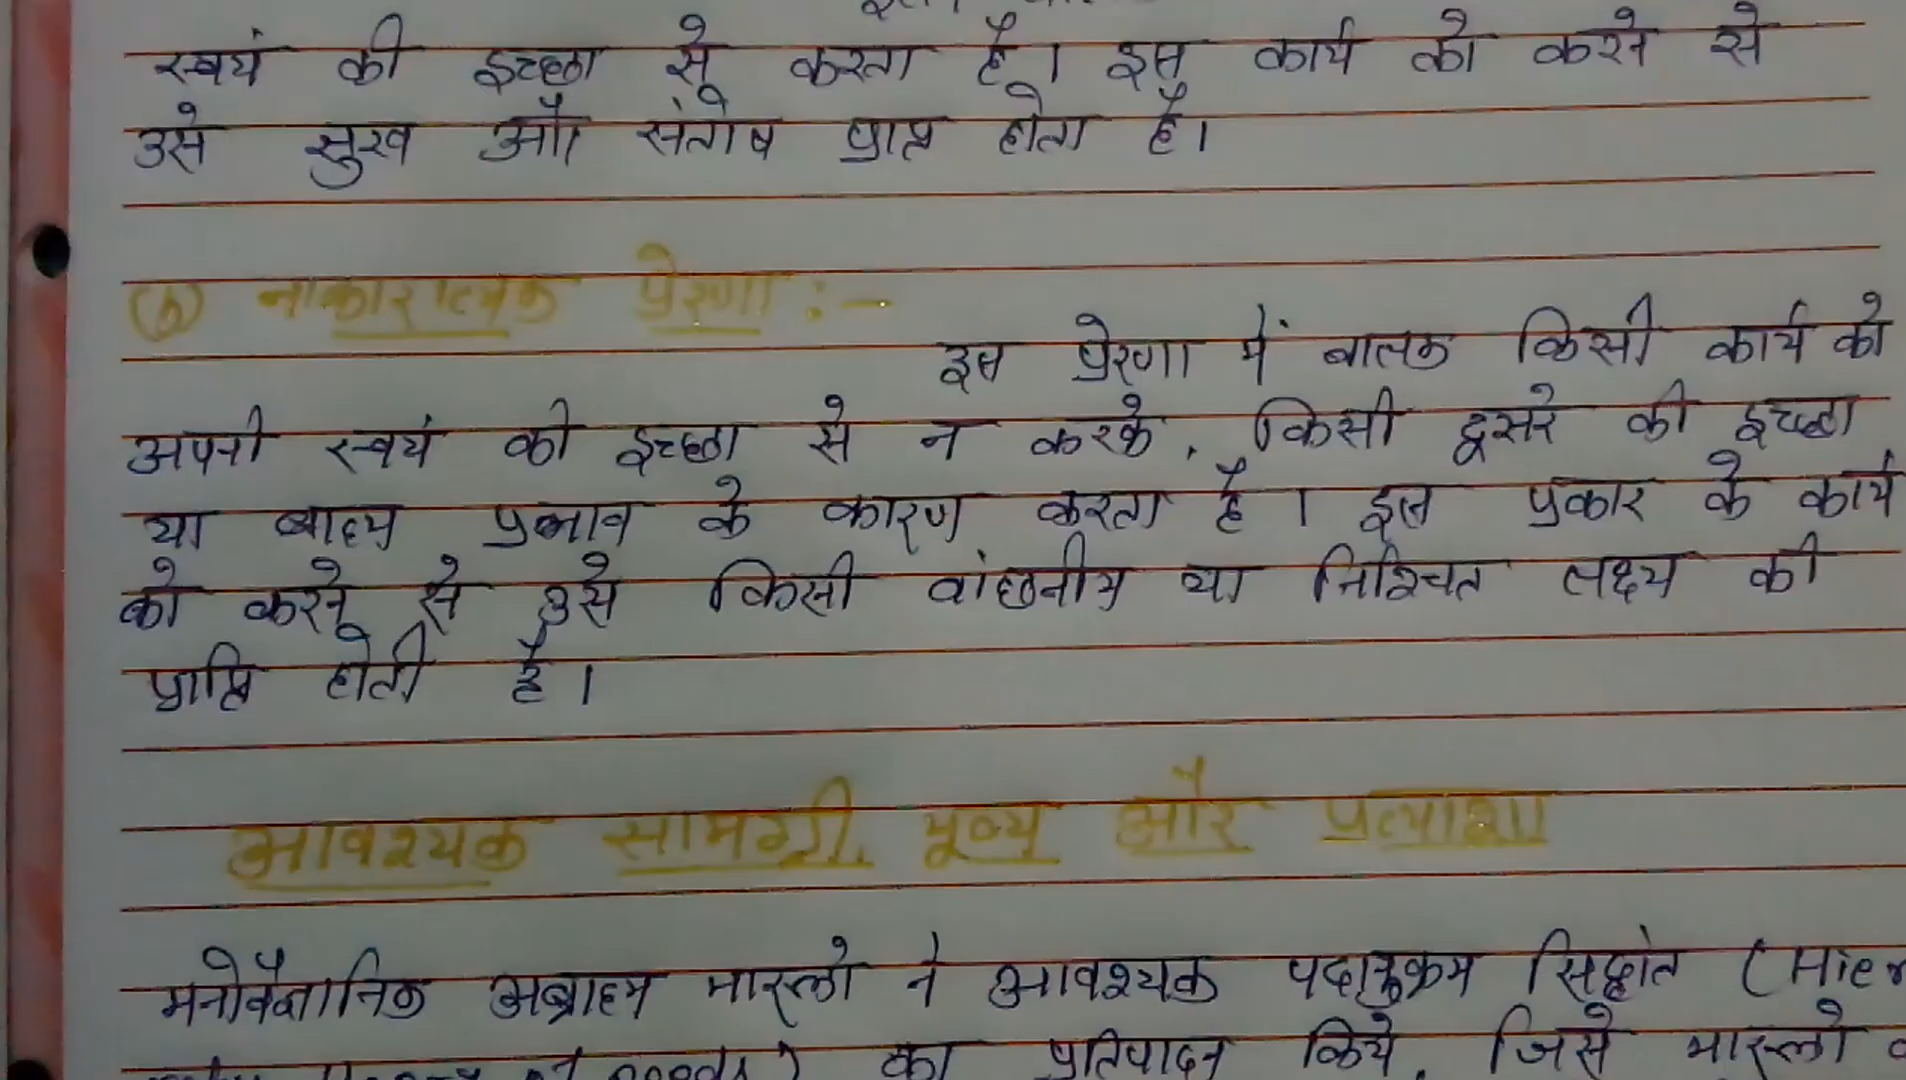 स्वयं की इच्छा से करता है। इस कार्य को करने से
उसे सुख और संतोष प्राप्त होता है।
(b) नाकारात्मक प्रेरणा :-
इस प्रेरणा में बालक किसी कार्य को
अपनी स्वयं की इच्छा से न करके, किसी दूसरे की इच्छा
या बाह्य प्रभाव के कारण करता है। इस प्रकार के कार्य
को करने से उसे किसी वांछनीय या निश्चित लक्ष्य की
प्राप्ति होती है।
आवश्यक सामग्री, मूल्य और प्रत्याशा
मनोवैज्ञानिक अब्राहम मास्लो ने आवश्यक पदानुक्रम सिद्धांत (Hier
का प्रतिपादन किये, जिसे मास्लो